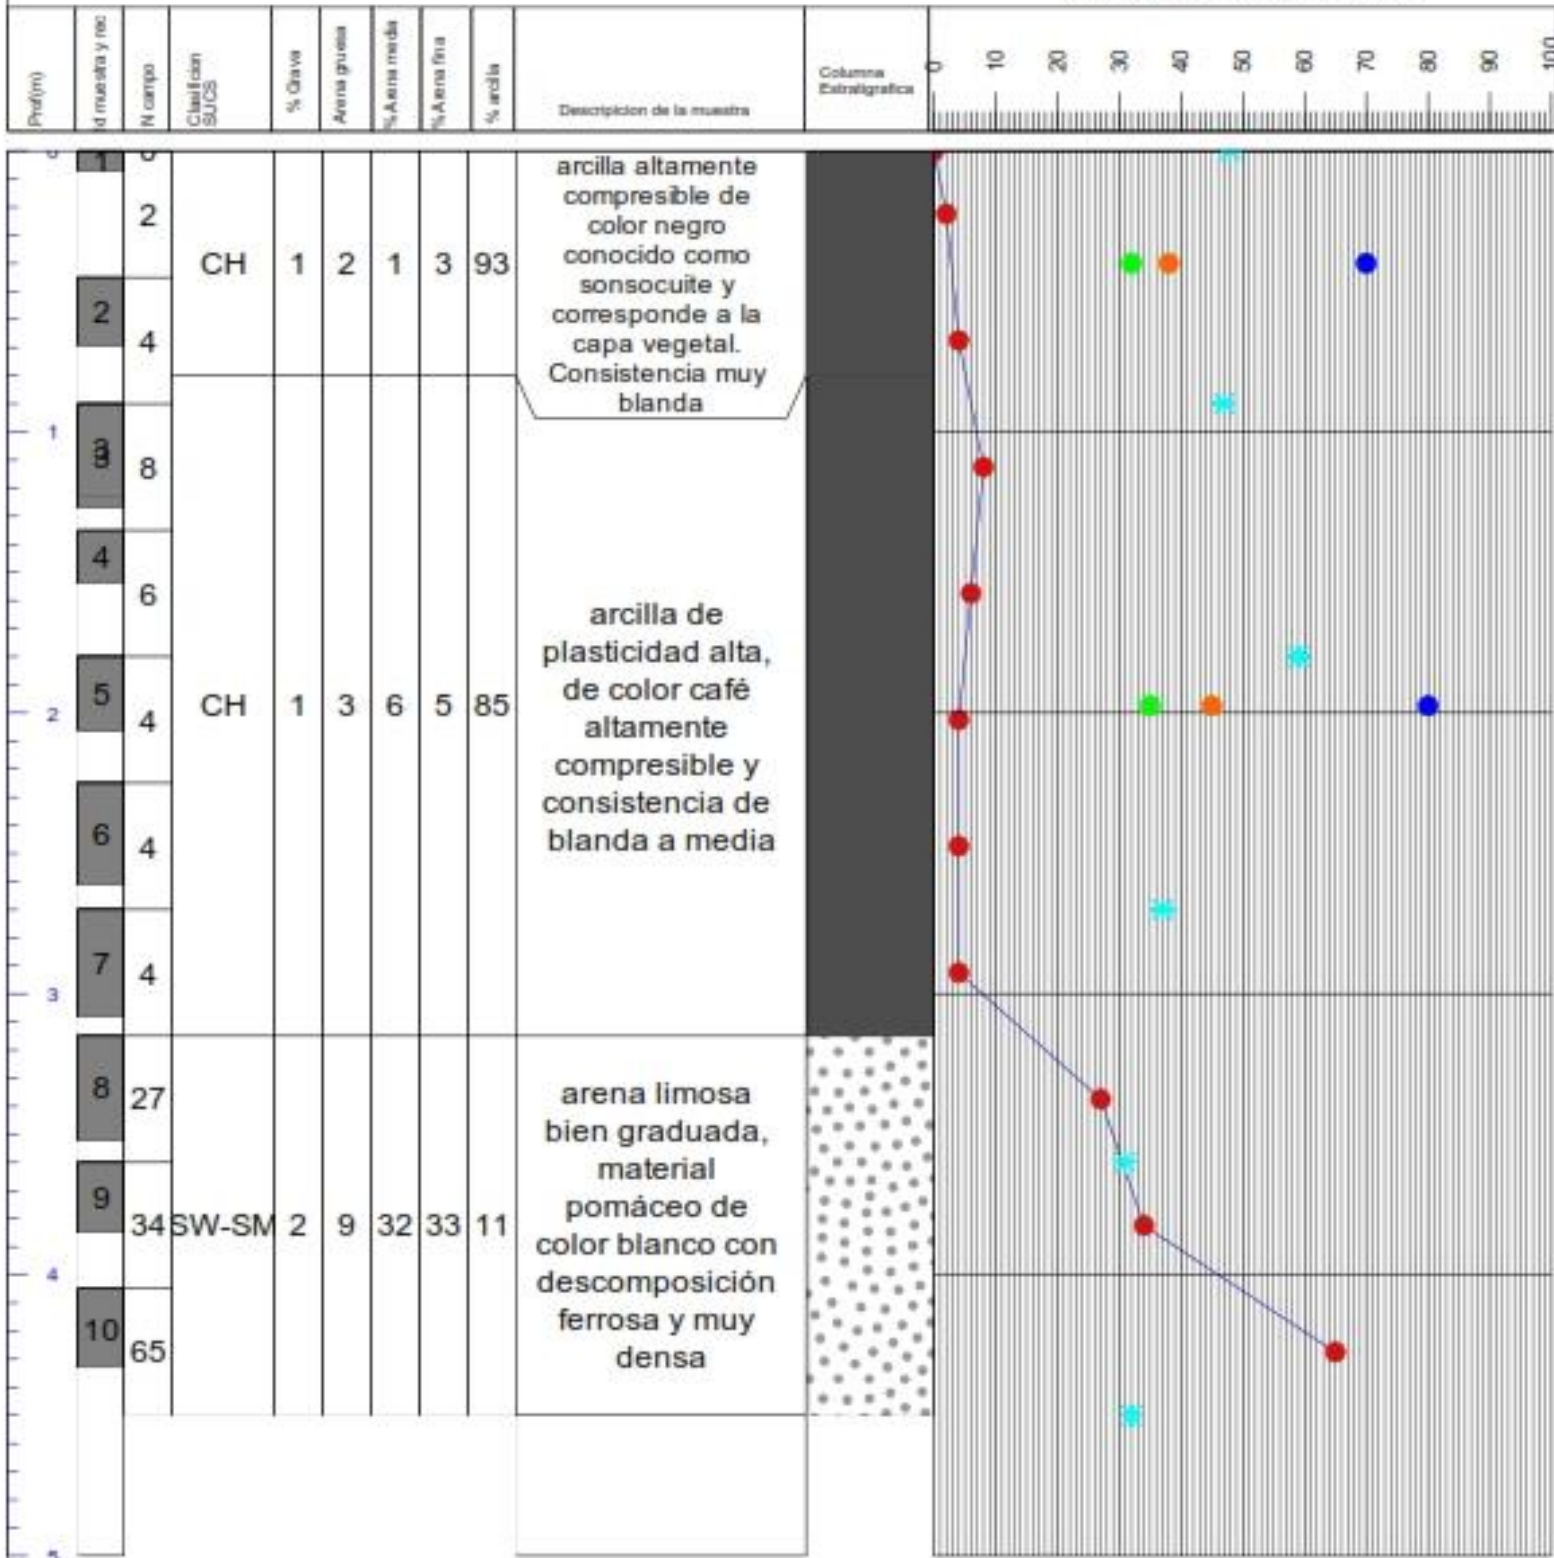 Prof(m)
Id muestra y rec
N campo
Clasificion
SUCS
% Grava
Arena gruesa
%Arena media
%Arena fina
% arcilla
Descripicion de la muestra
Columna
Estratigrafica
0 10 20 30 40 50 60 70 80 90 100
0
1
2
3
4
5
1
2
3
3
4
5
6
7
8
9
10
0
2
4
8
6
4
4
4
27
34
65
CH 1 2 1 3 93
arcilla altamente
compresible de
color negro
conocido como
sonsocuite y
corresponde a la
capa vegetal.
Consistencia muy
blanda
CH 1 3 6 5 85
arcilla de
plasticidad alta,
de color café
altamente
compresible y
consistencia de
blanda a media
SW-SM 2 9 32 33 11
arena limosa
bien graduada,
material
pomáceo de
color blanco con
descomposición
ferrosa y muy
densa